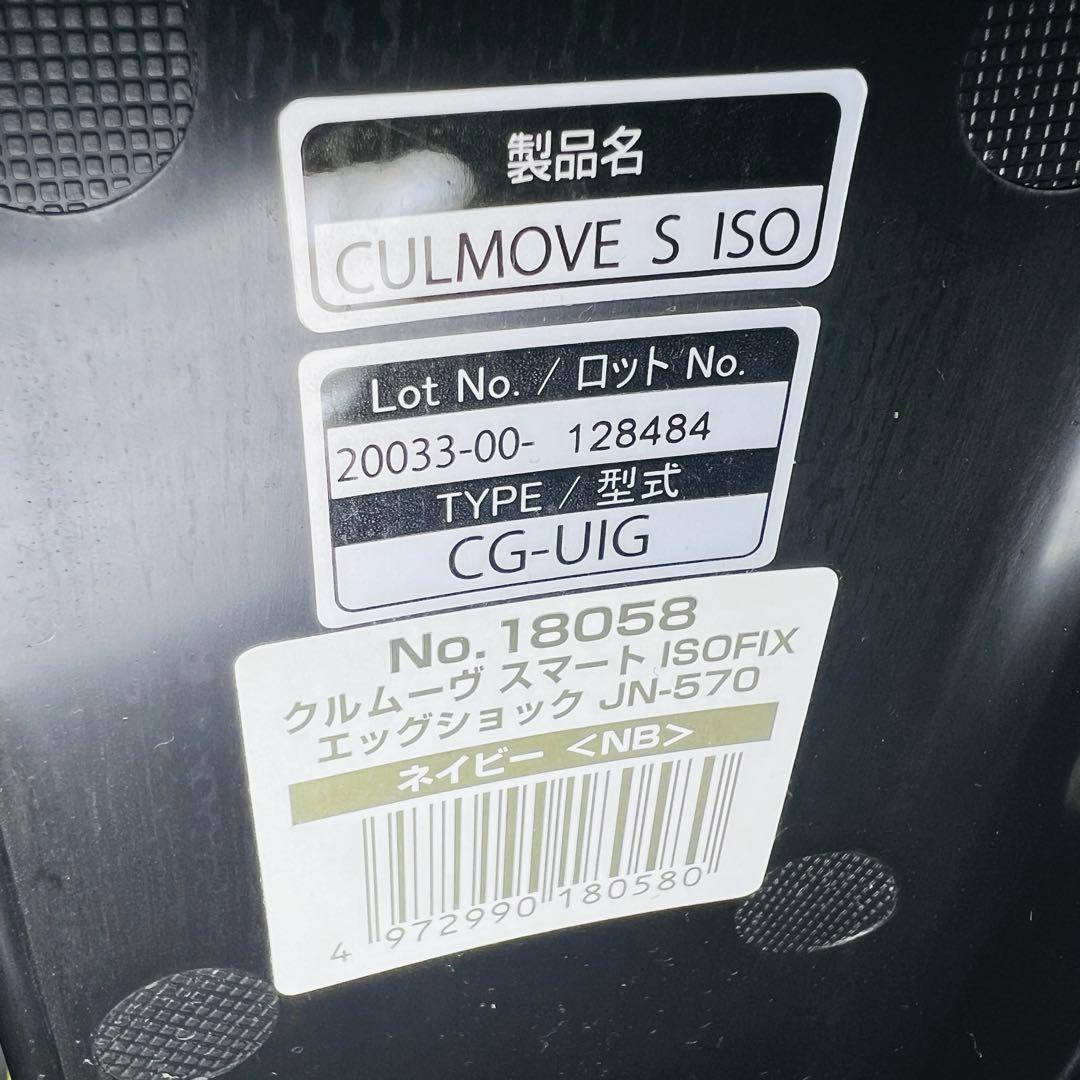 製品名
CULMOVE S ISO
Lot No. / ロット No.
20033-00- 128484
TYPE / 型式
CG-UIG
No.18058
クルムーヴ スマート ISOFIX
エッグショック JN-570
ネイビー <NB>
4 972990 180580